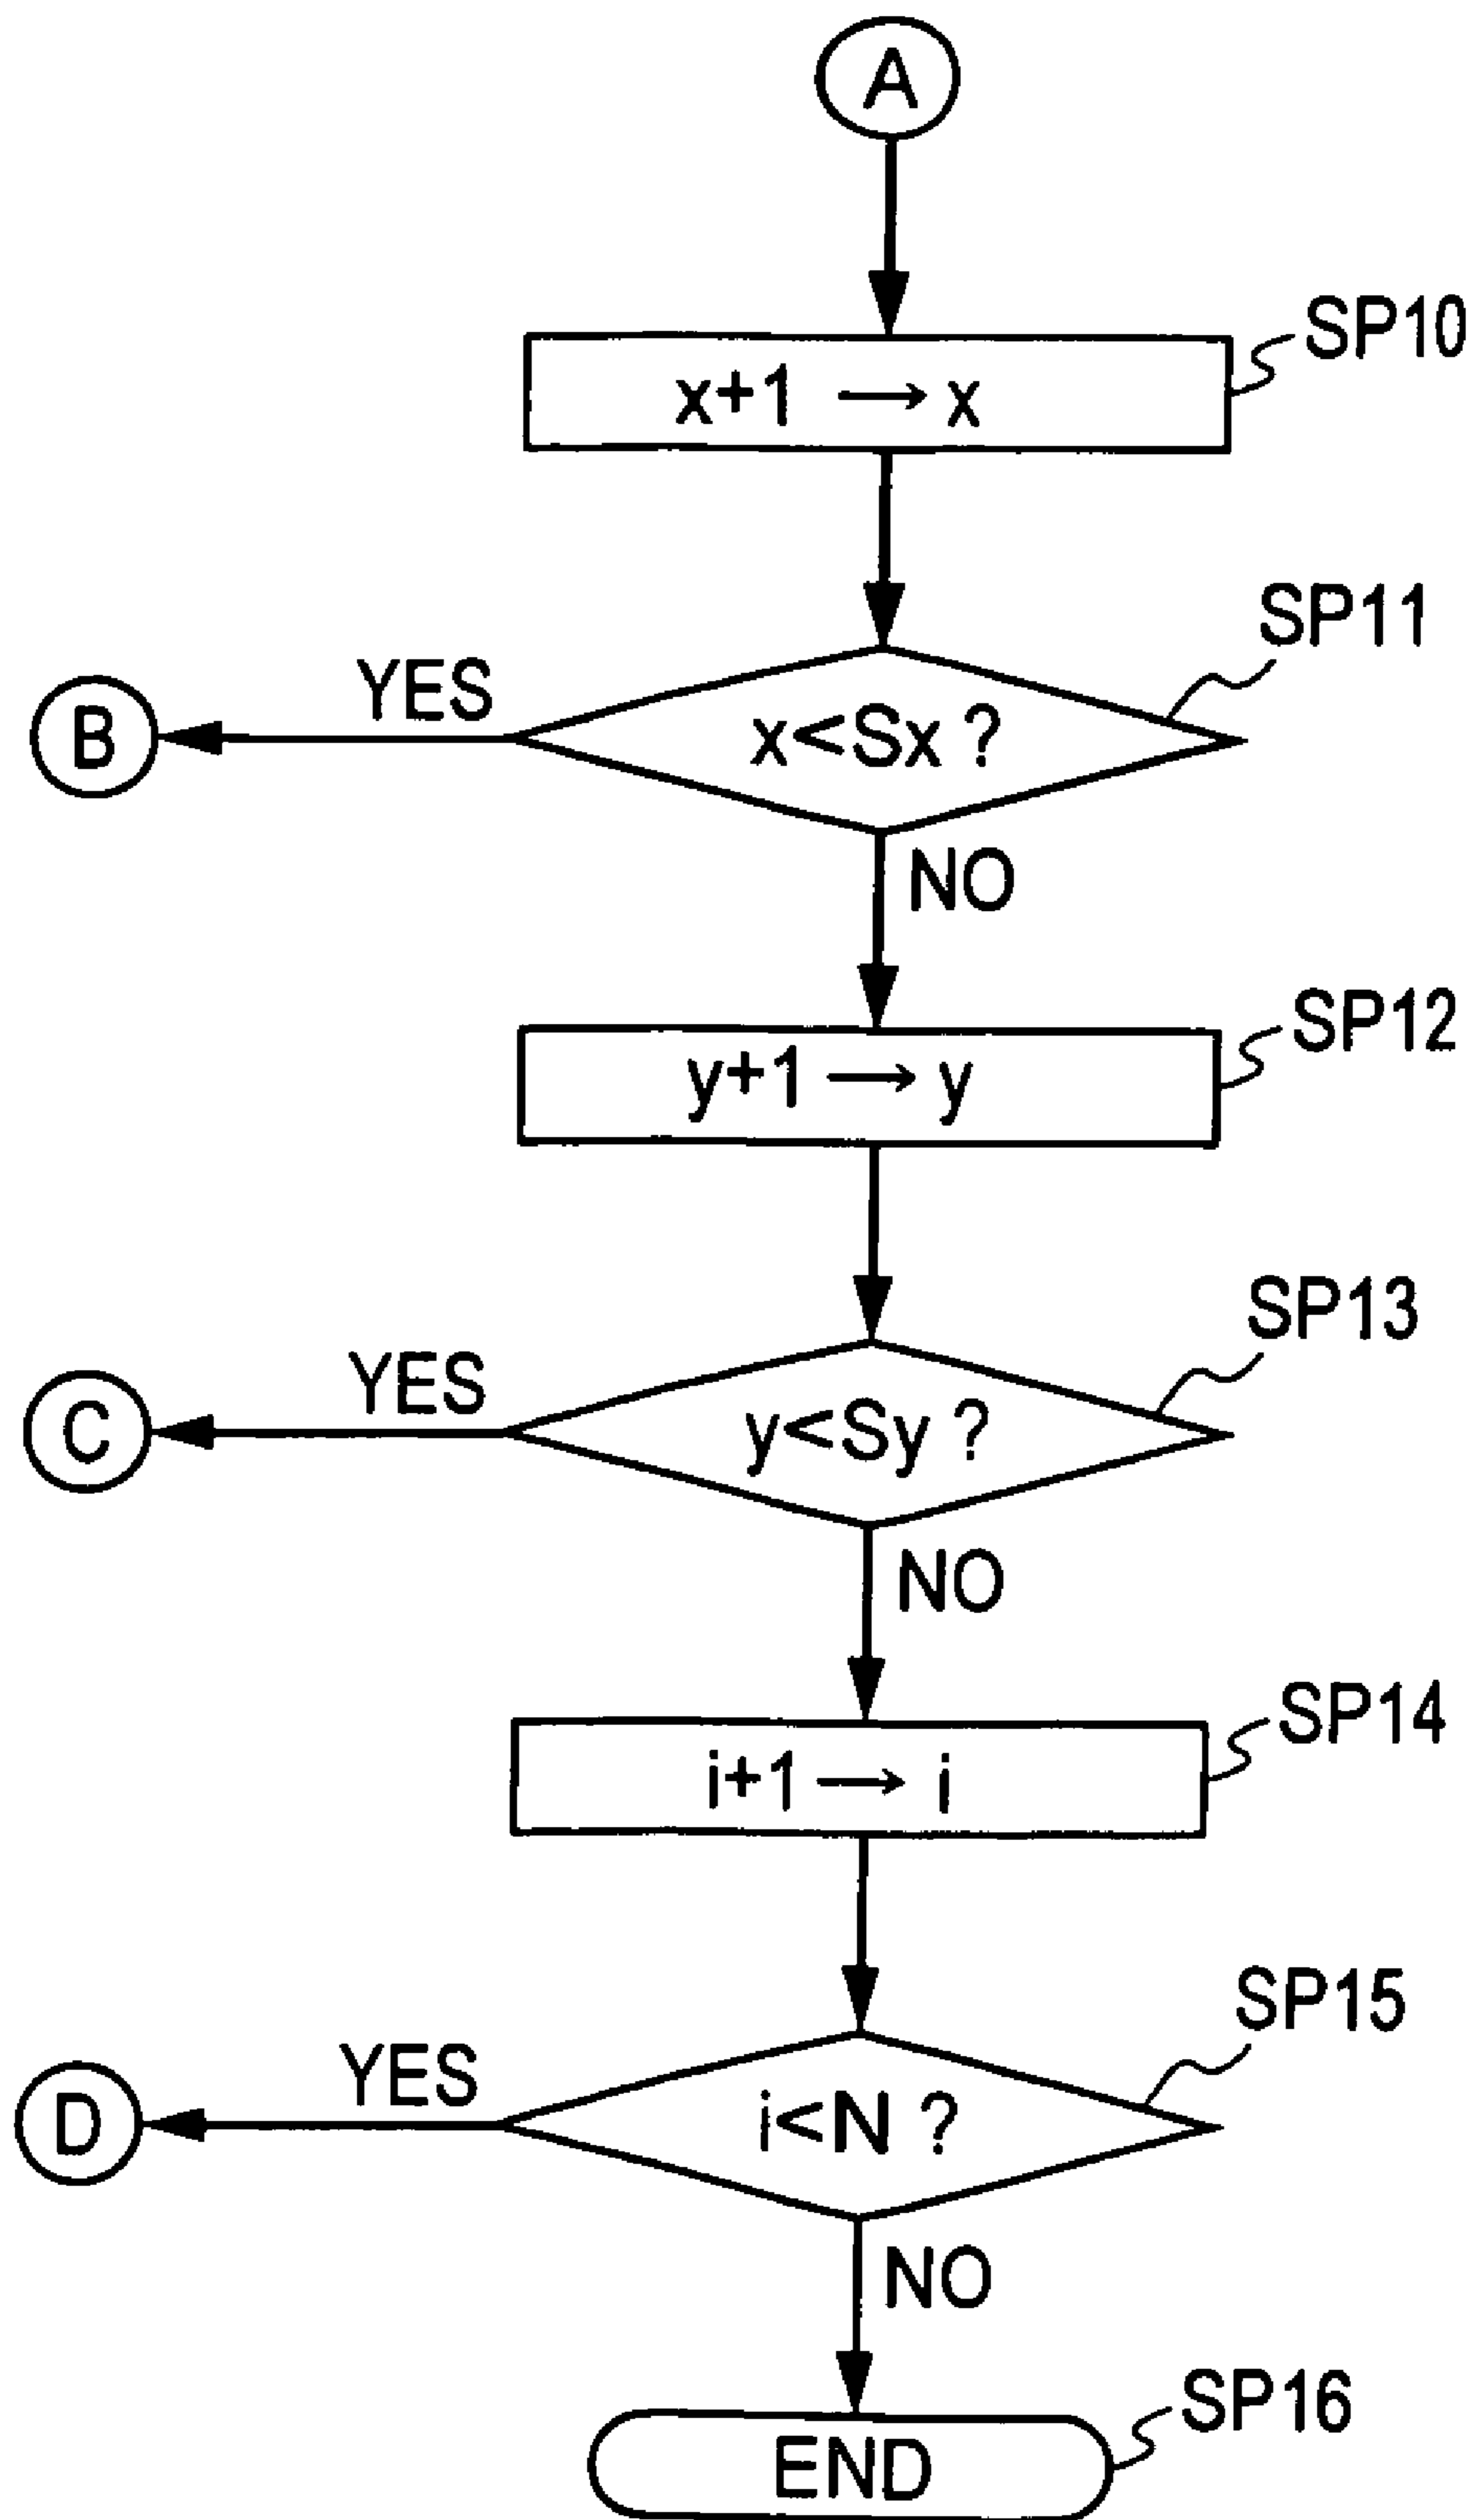 A
SP10
x+1 → x
SP11
YES
B
x<Sx ?
NO
SP12
y+1 → y
SP13
YES
C
y<Sy ?
NO
SP14
i+1 → i
SP15
YES
D
i<N ?
NO
SP16
END